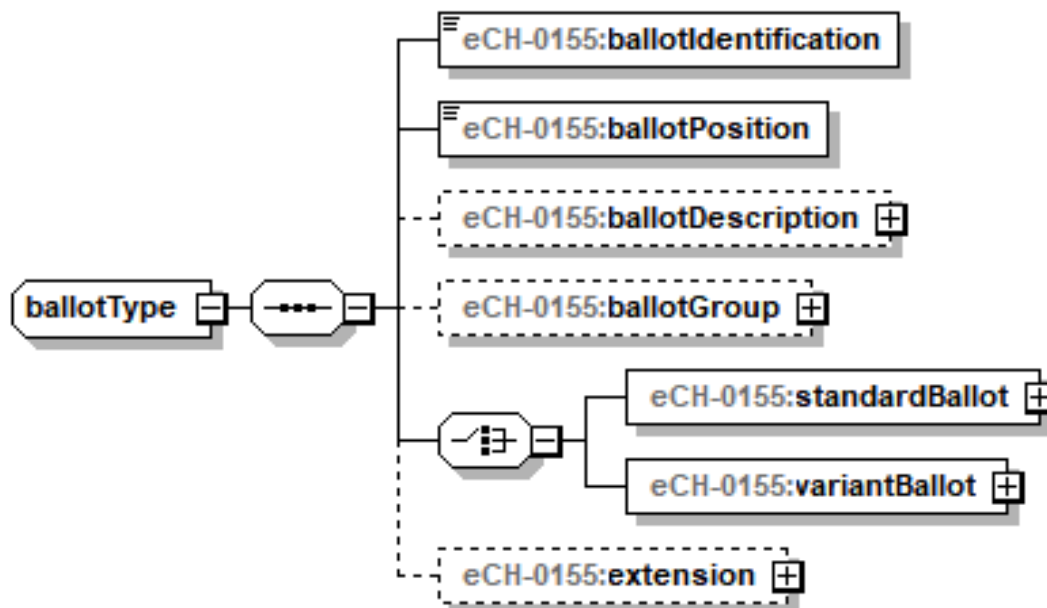 eCH-0155:ballotIdentification
eCH-0155:ballotPosition
eCH-0155:ballotDescription
ballotType
eCH-0155:ballotGroup
eCH-0155:standardBallot
eCH-0155:variantBallot
eCH-0155:extension